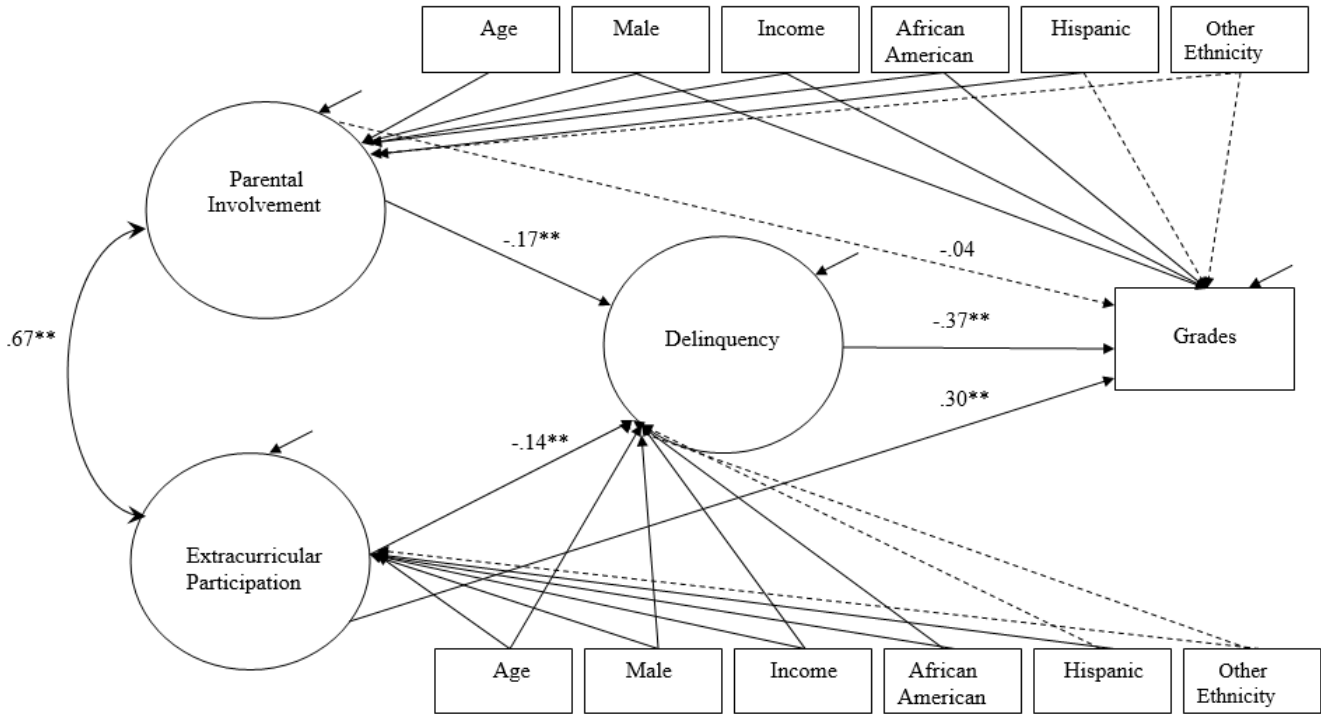 Age
Male
Income
African
American
Hispanic
Other
Ethnicity
Parental
Involvement
-.17**
-.04
.67**
Delinquency
-.37**
Grades
.30**
-.14**
Extracurricular
Participation
Age
Male
Income
African
American
Hispanic
Other
Ethnicity